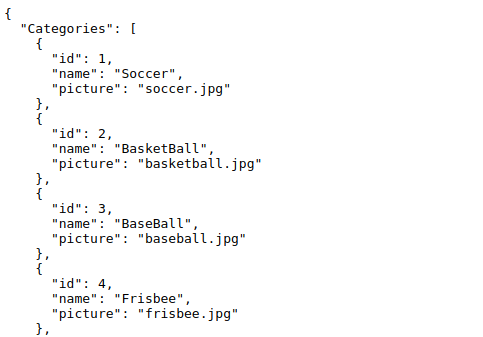 {
  "Categories": [
    {
      "id": 1,
      "name": "Soccer",
      "picture": "soccer.jpg"
    },
    {
      "id": 2,
      "name": "BasketBall",
      "picture": "basketball.jpg"
    },
    {
      "id": 3,
      "name": "BaseBall",
      "picture": "baseball.jpg"
    },
    {
      "id": 4,
      "name": "Frisbee",
      "picture": "frisbee.jpg"
    },